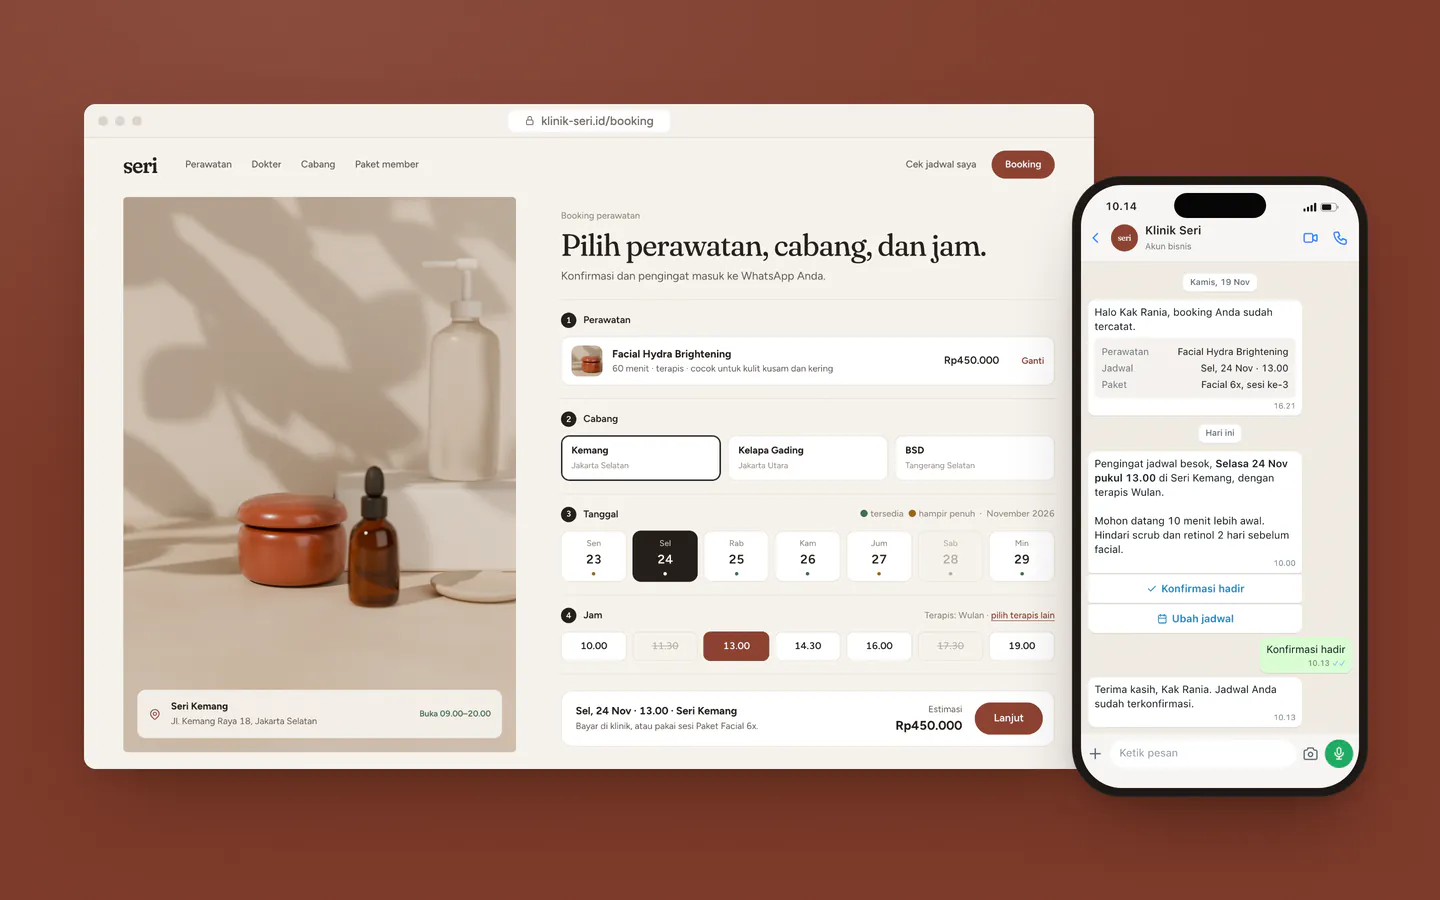 klinik-seri.id/booking
seri
Perawatan
Dokter
Cabang
Paket member
Cek jadwal saya
Booking
Booking perawatan
Pilih perawatan, cabang, dan jam.
Konfirmasi dan pengingat masuk ke WhatsApp Anda.
1 Perawatan
Facial Hydra Brightening
60 menit · terapis · cocok untuk kulit kusam dan kering
Rp450.000
Ganti
2 Cabang
Kemang
Jakarta Selatan
Kelapa Gading
Jakarta Utara
BSD
Tangerang Selatan
3 Tanggal
tersedia
hampir penuh · November 2026
Sen
23
Sel
24
Rab
25
Kam
26
Jum
27
Sab
28
Min
29
4 Jam
Terapis: Wulan · pilih terapis lain
10.00
11.30
13.00
14.30
16.00
17.30
19.00
Sel, 24 Nov · 13.00 · Seri Kemang
Bayar di klinik, atau pakai sesi Paket Facial 6x.
Estimasi
Rp450.000
Lanjut
Seri Kemang
Jl. Kemang Raya 18, Jakarta Selatan
Buka 09.00–20.00
10.14
seri
Klinik Seri
Akun bisnis
Kamis, 19 Nov
Halo Kak Rania, booking Anda sudah
tercatat.
Perawatan Facial Hydra Brightening
Jadwal Sel, 24 Nov · 13.00
Paket Facial 6x, sesi ke-3
16.21
Hari ini
Pengingat jadwal besok, Selasa 24 Nov
pukul 13.00 di Seri Kemang, dengan
terapis Wulan.
Mohon datang 10 menit lebih awal.
Hindari scrub dan retinol 2 hari sebelum
facial.
10.00
Konfirmasi hadir
Ubah jadwal
Konfirmasi hadir
10.13
Terima kasih, Kak Rania. Jadwal Anda
sudah terkonfirmasi.
10.13
Ketik pesan